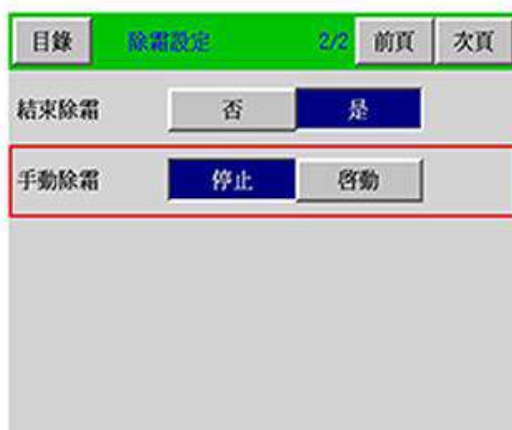 目錄 除霜設定 2/2 前頁 次頁
結束除霜 否 是
手動除霜 停止 啓動